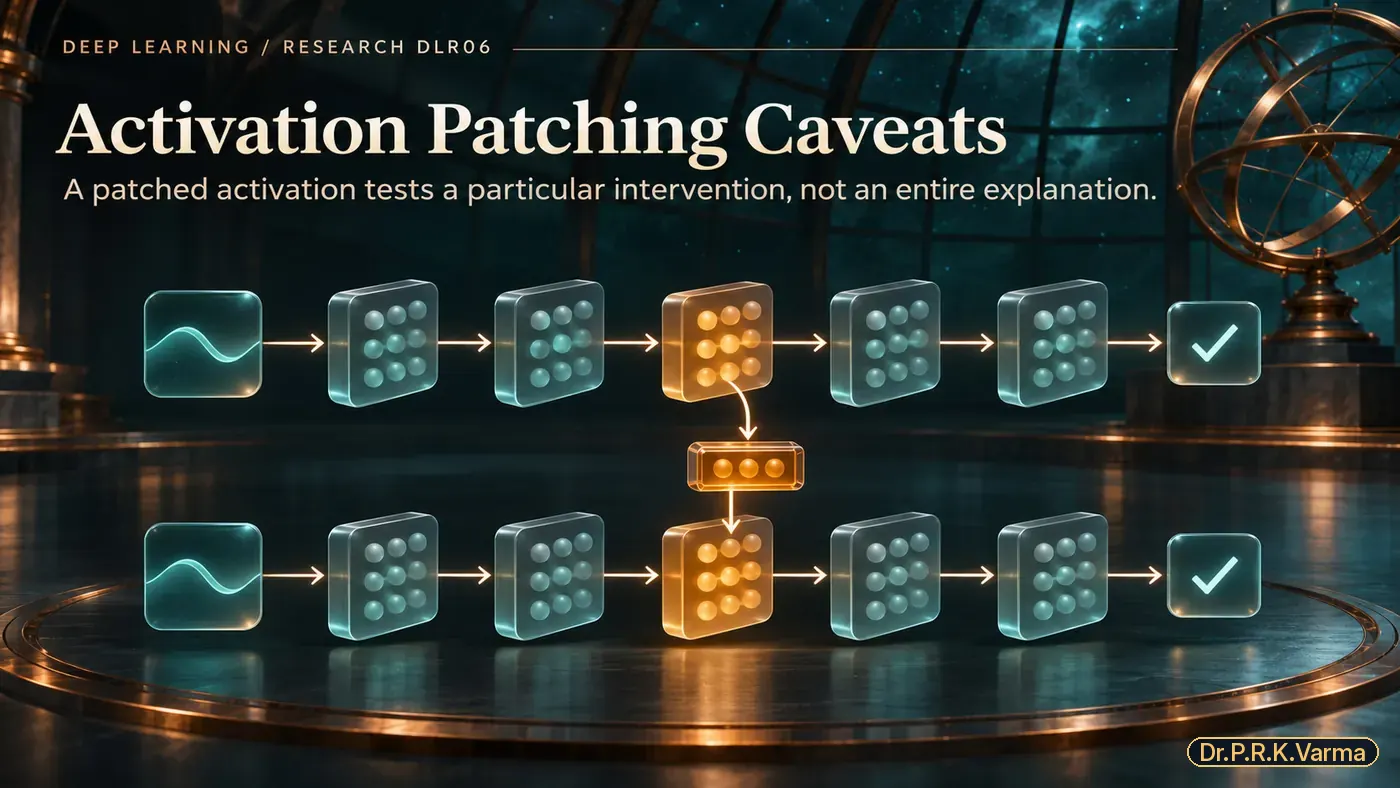 DEEP LEARNING / RESEARCH DLR06
Activation Patching Caveats
A patched activation tests a particular intervention, not an entire explanation.
Dr.P.R.K.Varma